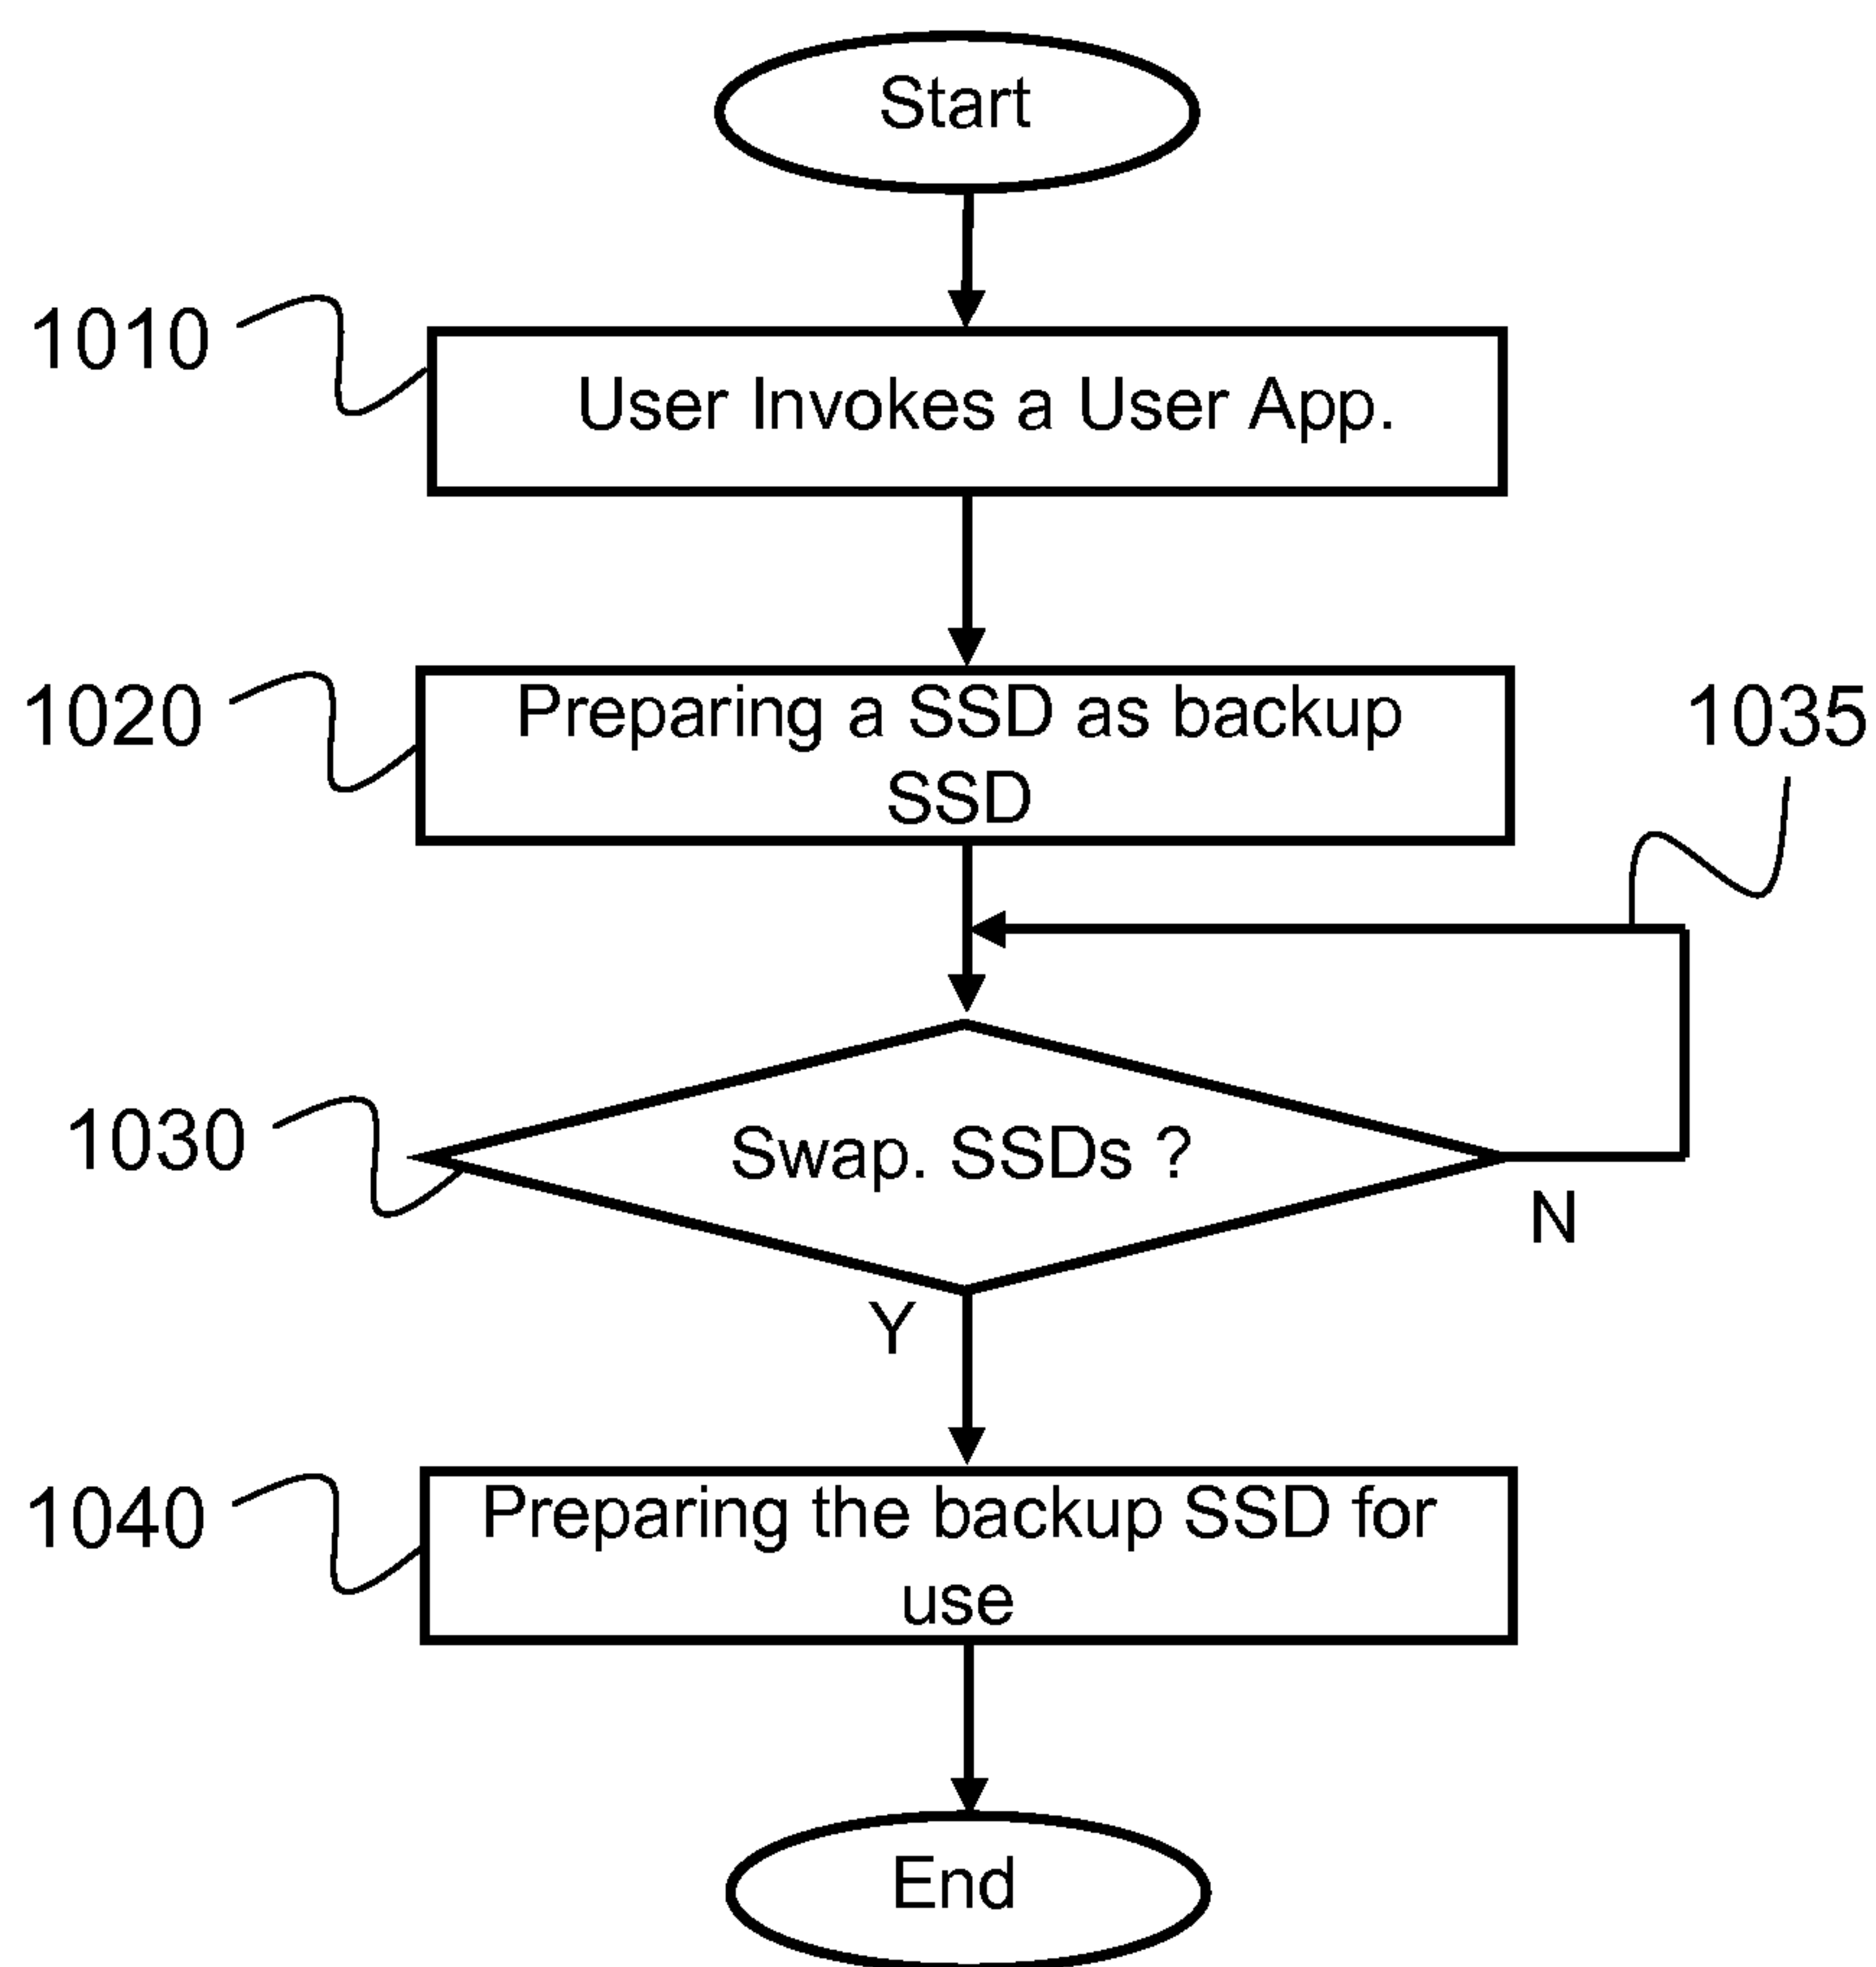 Start
1010
User Invokes a User App.
1020
Preparing a SSD as backup
SSD
1035
1030
Swap. SSDs ?
N
Y
1040
Preparing the backup SSD for
use
End